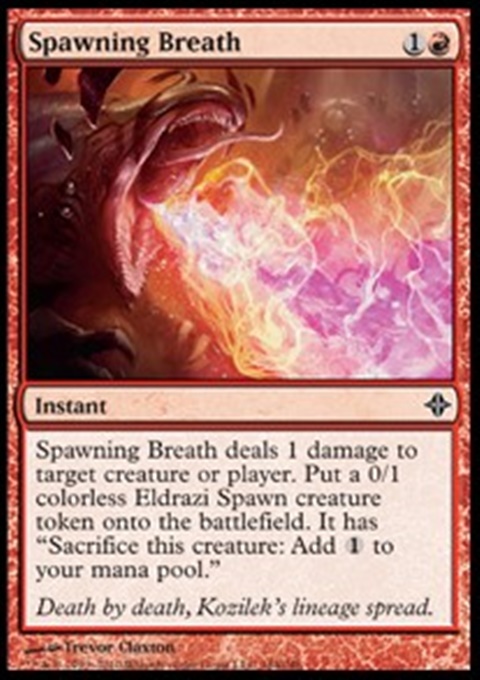 Spawning Breath 1
Instant
Spawning Breath deals 1 damage to
target creature or player. Put a 0/1
colorless Eldrazi Spawn creature
token onto the battlefield. It has
“Sacrifice this creature: Add 1 to
your mana pool.”
Death by death, Kozilek's lineage spread.
Trevor Claxton